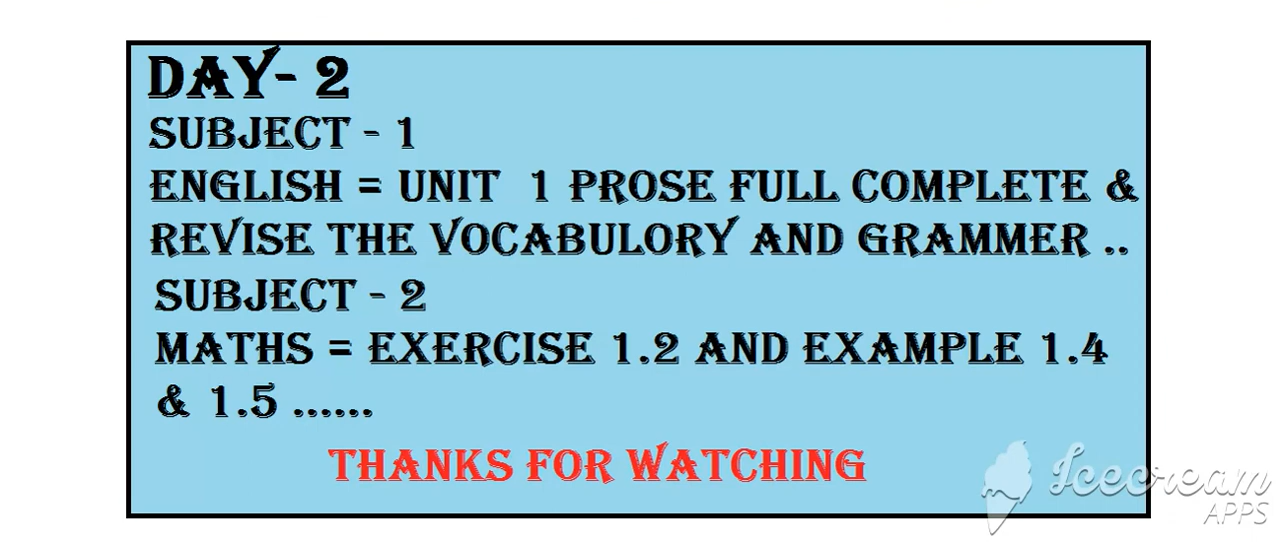 DAY- 2
SUBJECT - 1
ENGLISH = UNIT 1 PROSE FULL COMPLETE &
REVISE THE VOCABULORY AND GRAMMER ..
SUBJECT - 2
MATHS = EXERCISE 1.2 AND EXAMPLE 1.4
& 1.5 ......
THANKS FOR WATCHING
Icecream
APPS